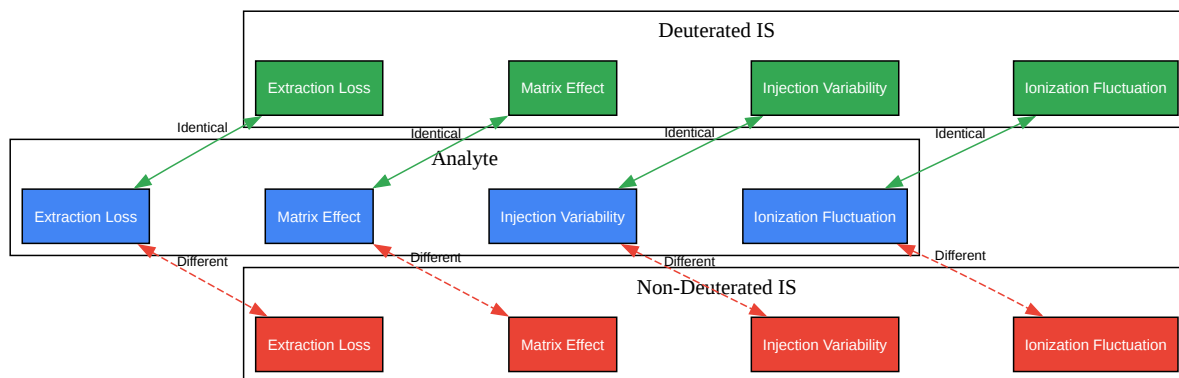 Deuterated IS
Extraction Loss
Matrix Effect
Injection Variability
Ionization Fluctuation
Identical
Identical
Identical
Identical
Analyte
Extraction Loss
Matrix Effect
Injection Variability
Ionization Fluctuation
Different
Different
Different
Different
Non-Deuterated IS
Extraction Loss
Matrix Effect
Injection Variability
Ionization Fluctuation